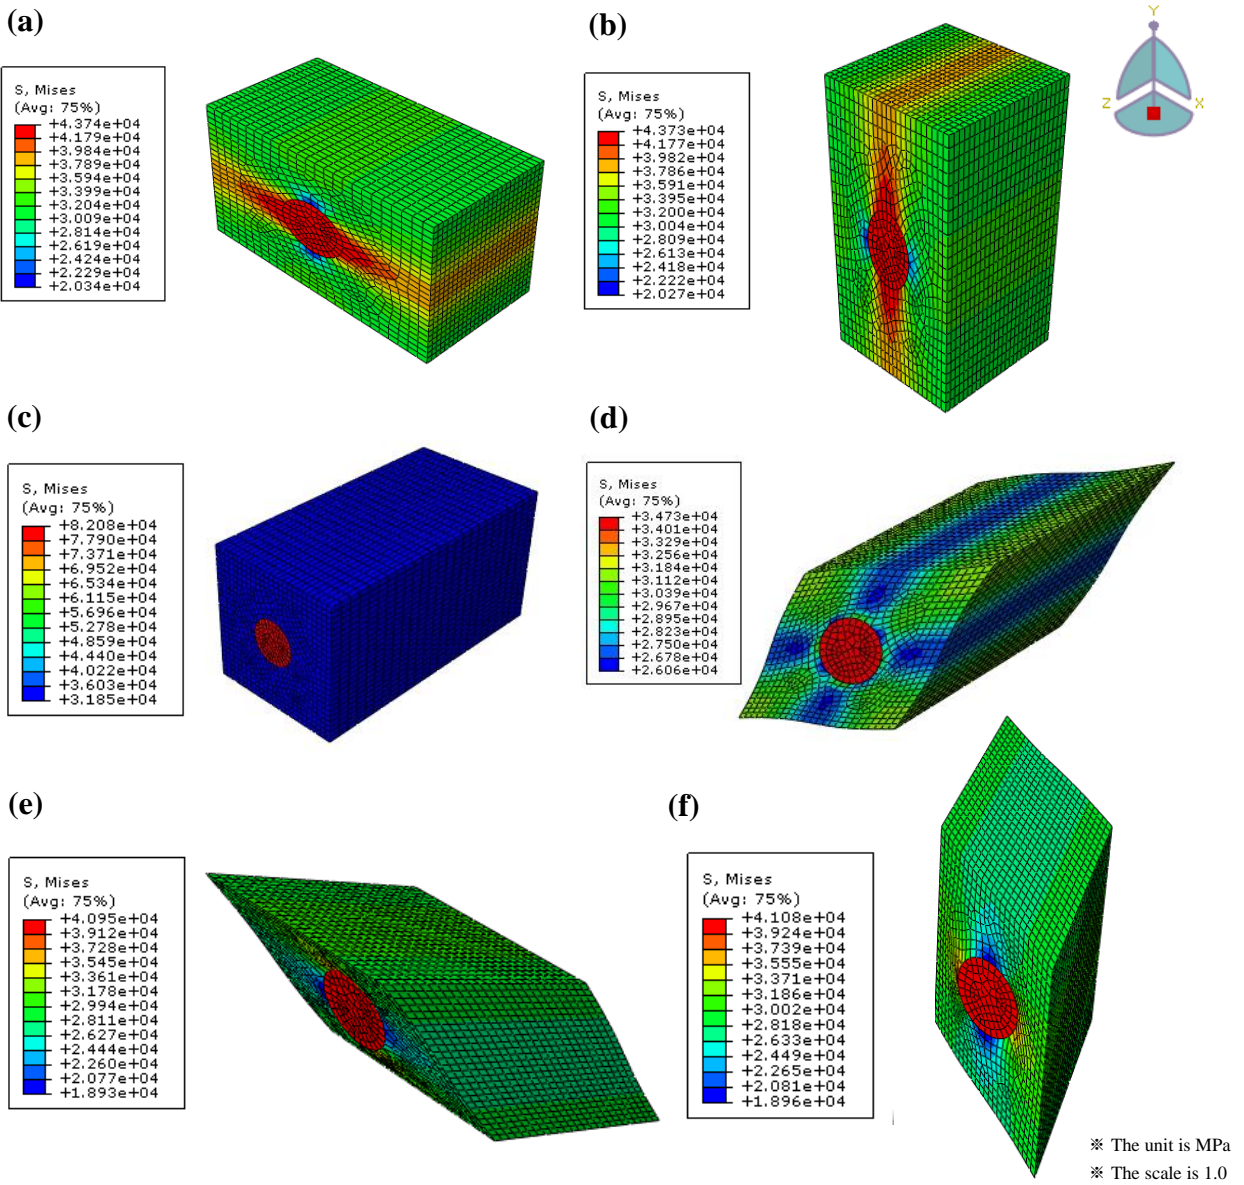 (a)
S, Mises
(Avg: 75%)
+4.374e+04
+4.179e+04
+3.984e+04
+3.789e+04
+3.594e+04
+3.399e+04
+3.204e+04
+3.009e+04
+2.814e+04
+2.619e+04
+2.424e+04
+2.229e+04
+2.034e+04
(b)
S, Mises
(Avg: 75%)
+4.373e+04
+4.177e+04
+3.982e+04
+3.786e+04
+3.591e+04
+3.395e+04
+3.200e+04
+3.004e+04
+2.809e+04
+2.613e+04
+2.418e+04
+2.222e+04
+2.027e+04
Y
Z
X
(c)
S, Mises
(Avg: 75%)
+8.208e+04
+7.790e+04
+7.371e+04
+6.952e+04
+6.534e+04
+6.115e+04
+5.696e+04
+5.278e+04
+4.859e+04
+4.440e+04
+4.022e+04
+3.603e+04
+3.185e+04
(d)
S, Mises
(Avg: 75%)
+3.473e+04
+3.401e+04
+3.329e+04
+3.256e+04
+3.184e+04
+3.112e+04
+3.039e+04
+2.967e+04
+2.895e+04
+2.823e+04
+2.750e+04
+2.678e+04
+2.606e+04
(e)
S, Mises
(Avg: 75%)
+4.095e+04
+3.912e+04
+3.728e+04
+3.545e+04
+3.361e+04
+3.178e+04
+2.994e+04
+2.811e+04
+2.627e+04
+2.444e+04
+2.260e+04
+2.077e+04
+1.893e+04
(f)
S, Mises
(Avg: 75%)
+4.108e+04
+3.924e+04
+3.739e+04
+3.555e+04
+3.371e+04
+3.186e+04
+3.002e+04
+2.818e+04
+2.633e+04
+2.449e+04
+2.265e+04
+2.081e+04
+1.896e+04
※ The unit is MPa
※ The scale is 1.0